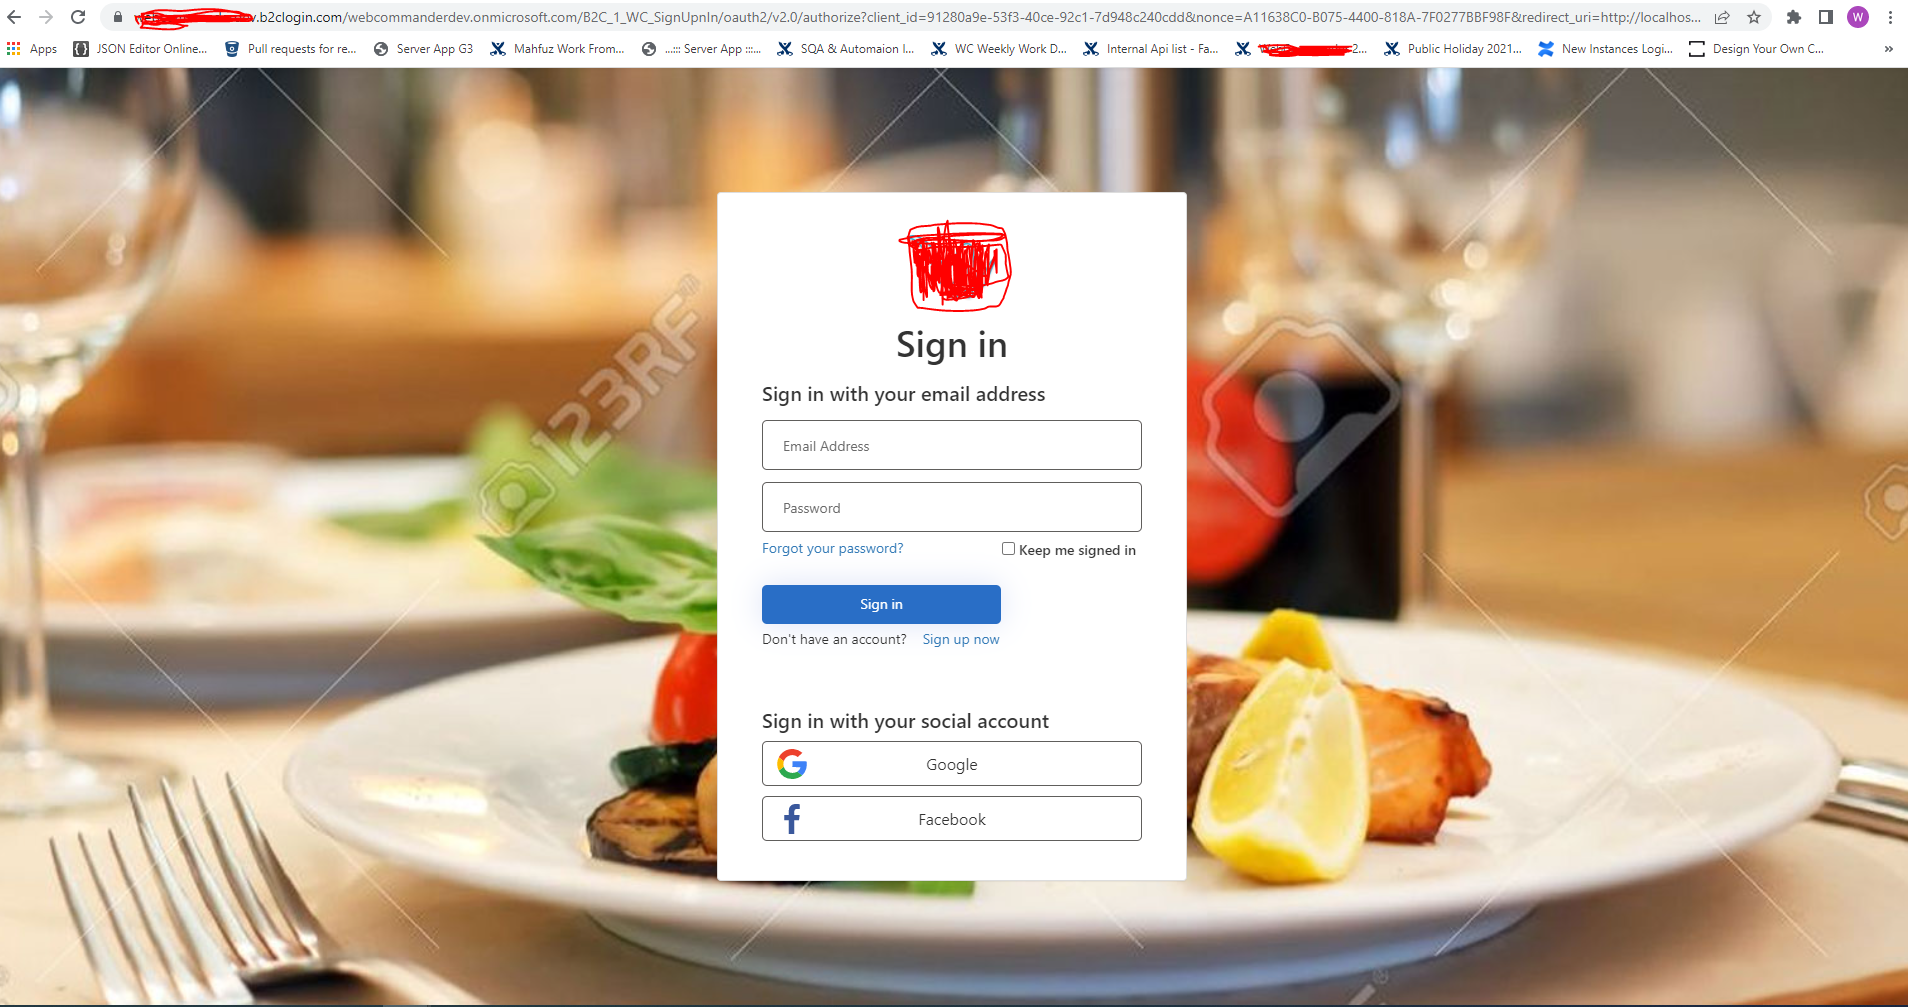 .b2clogin.com/webcommanderdev.onmicrosoft.com/B2C_1_WC_SignUpnIn/oauth2/v2.0/authorize?client_id=91280a9e-53f3-40ce-92c1-7d948c240cdd&nonce=A11638C0-B075-4400-818A-7F0277BBF98F&redirect_uri=http://localhos...
W
Apps JSON Editor Online... Pull requests for re... Server App G3 Mahfuz Work From... ...::: Server App :::... SQA & Automaion I... WC Weekly Work D... Internal Api list - Fa... 2... Public Holiday 2021... New Instances Logi... Design Your Own C... »
Sign in
Sign in with your email address
Email Address
Password
Forgot your password? Keep me signed in
Sign in
Don't have an account? Sign up now
Sign in with your social account
Google
Facebook
123RF